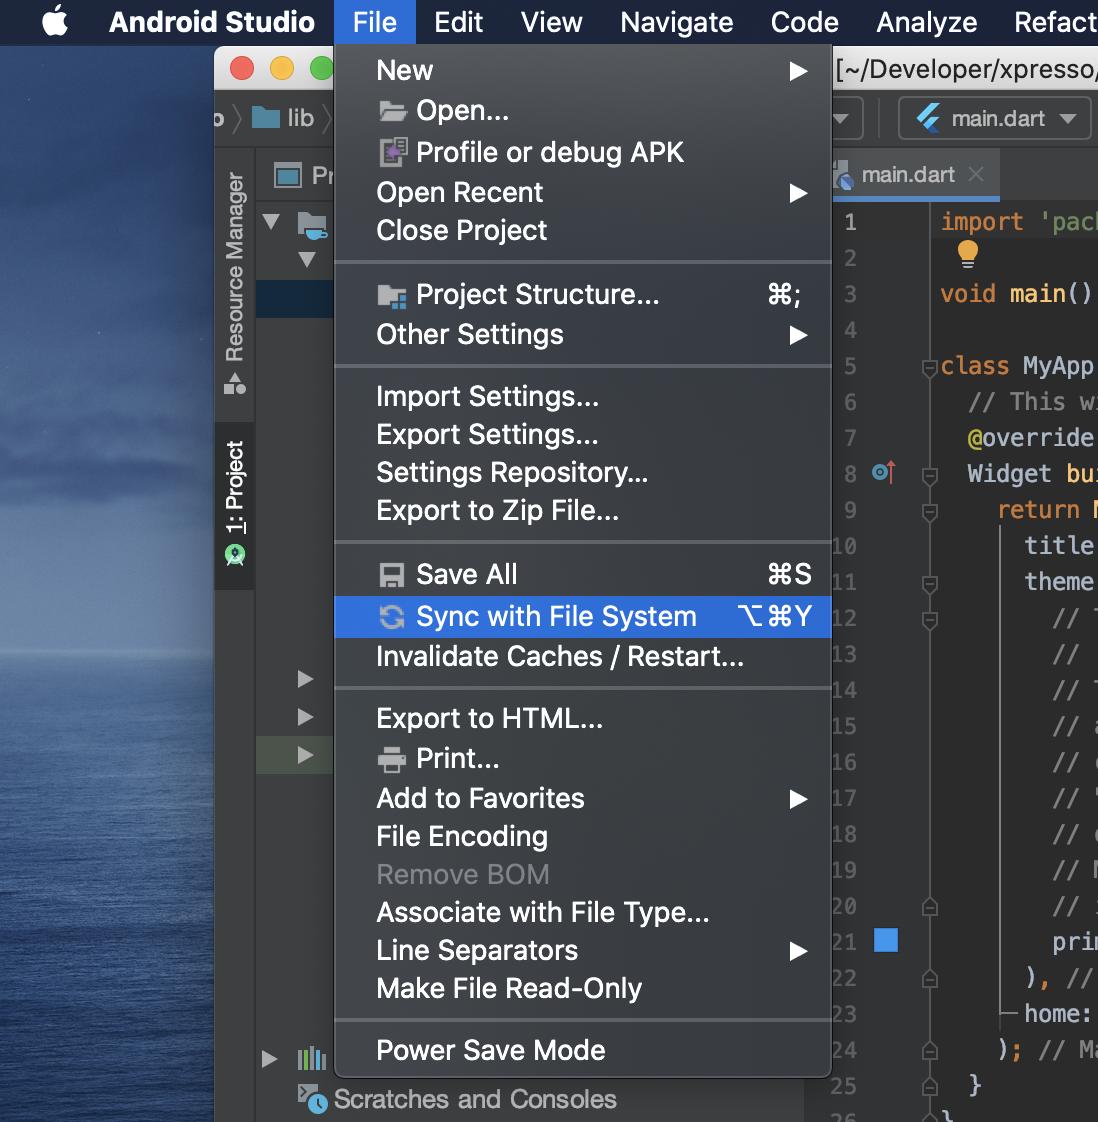 Android Studio File Edit View Navigate Code Analyze Refact
[~/Developer/xpresso/
lib
main.dart
New
Open...
Profile or debug APK
Open Recent
Close Project
Project Structure... ⌘;
Other Settings
Import Settings...
Export Settings...
Settings Repository...
Export to Zip File...
Save All ⌘S
Sync with File System ⌥⌘Y
Invalidate Caches / Restart...
Export to HTML...
Print...
Add to Favorites
File Encoding
Remove BOM
Associate with File Type...
Line Separators
Make File Read-Only
Power Save Mode
Resource Manager
1: Project
Pr
Scratches and Consoles
main.dart
1 import 'pack
2
3 void main()
4
5 class MyApp
6 // This wi
7 @override
8 Widget bui
9 return M
10 title
11 theme
12 // T
13 //
14 // T
15 // a
16 // c
17 // "
18 // c
19 // M
20 // i
21 prim
22 ), //
23 home:
24 ); // Ma
25 }
26 }